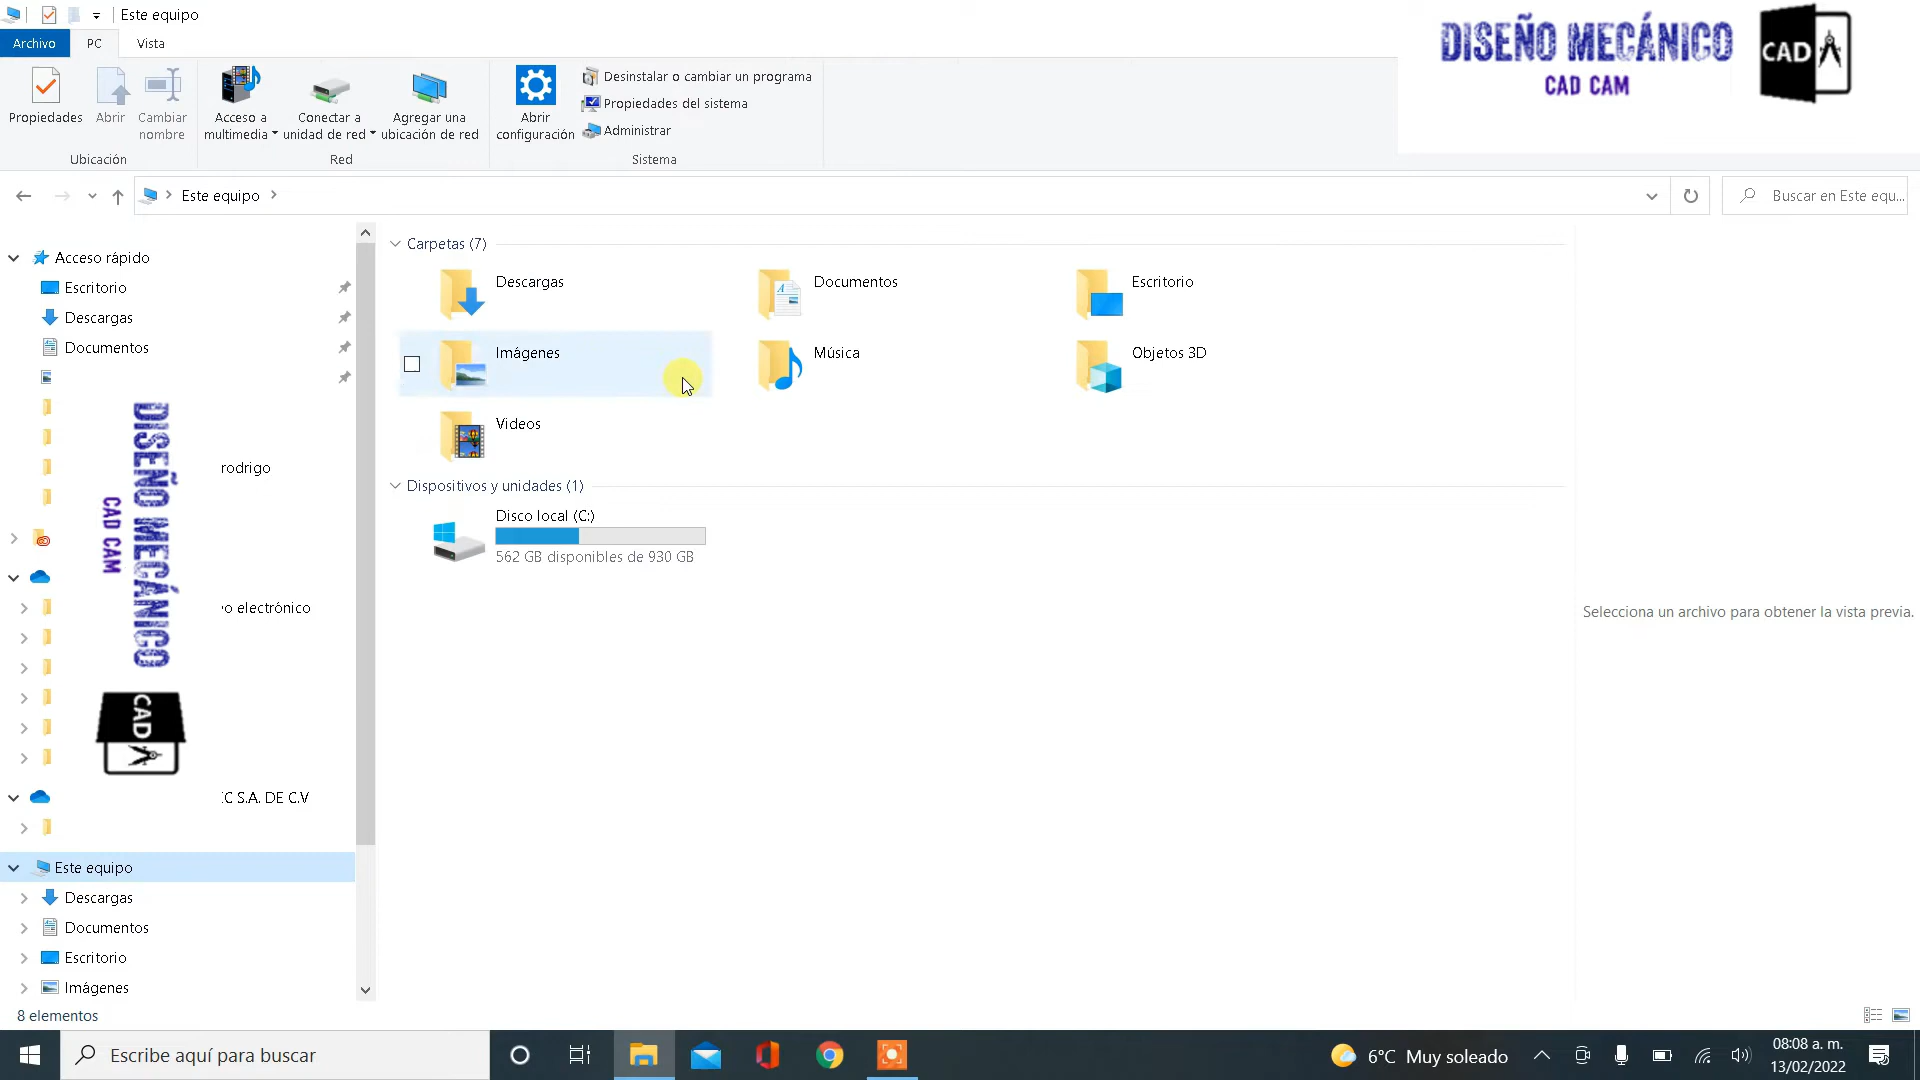 Este equipo
Archivo
PC
Vista
Propiedades
Abrir
Cambiar
nombre
Ubicación
Acceso a
multimedia
Conectar a
unidad de red
Agregar una
ubicación de red
Red
Abrir
configuración
Desinstalar o cambiar un programa
Propiedades del sistema
Administrar
Sistema
DISEÑO MECÁNICO
CAD CAM
CAD
Este equipo
Buscar en Este equ...
Acceso rápido
Escritorio
Descargas
Documentos
rodrigo
o electrónico
C S.A. DE C.V
DISEÑO MECÁNICO
CAD CAM
CAD
Este equipo
Descargas
Documentos
Escritorio
Imágenes
Carpetas (7)
Descargas
Documentos
Escritorio
Imágenes
Música
Objetos 3D
Videos
Dispositivos y unidades (1)
Disco local (C:)
562 GB disponibles de 930 GB
Selecciona un archivo para obtener la vista previa.
8 elementos
Escribe aquí para buscar
6°C Muy soleado
08:08 a. m.
13/02/2022